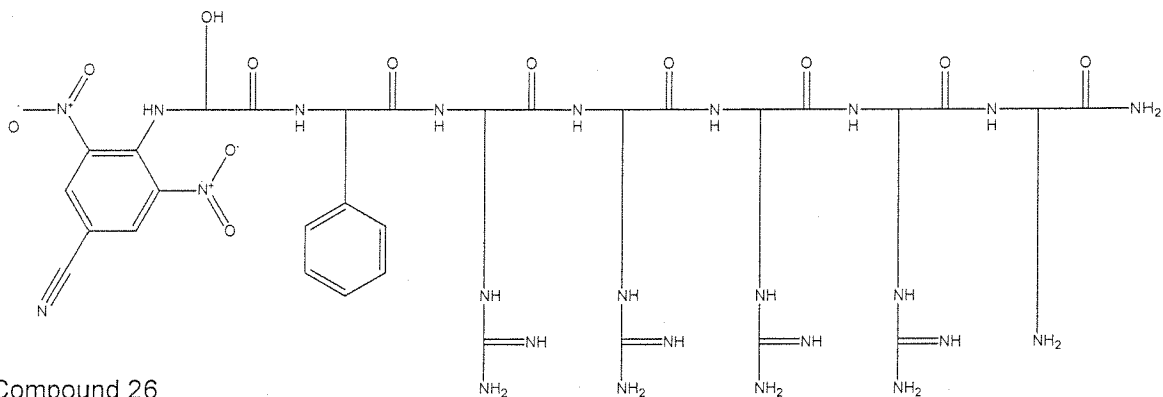 OH
O O O O O O O O
N⁺ HN N N N N N N NH₂
O⁻ H H H H H H
O⁻
N⁺
O
NH NH NH NH
N
NH NH NH NH NH₂
NH₂ NH₂ NH₂ NH₂
Compound 26